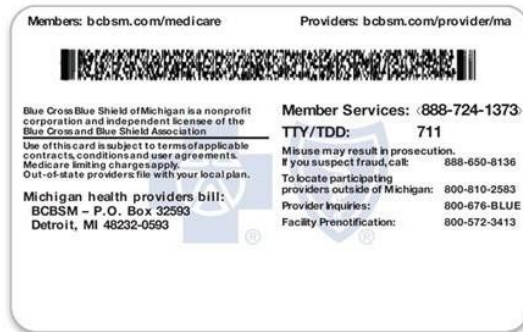 Members: bcbsm.com/medicare
Providers: bcbsm.com/provider/ma
Blue Cross Blue Shield of Michigan is a nonprofit
corporation and independent licensee of the
Blue Cross and Blue Shield Association
Use of this card is subject to terms of applicable
contracts, conditions and user agreements.
Medicare limiting charges apply.
Out-of-state providers file with your local plan.
Michigan health providers bill:
BCBSM – P.O. Box 32593
Detroit, MI 48232-0593
Member Services: 888-724-1373
TTY/TDD: 711
Misuse may result in prosecution.
If you suspect fraud, call: 888-650-8136
To locate participating
providers outside of Michigan: 800-810-2583
Provider Inquiries: 800-676-BLUE
Facility Prenotification: 800-572-3413
® ®